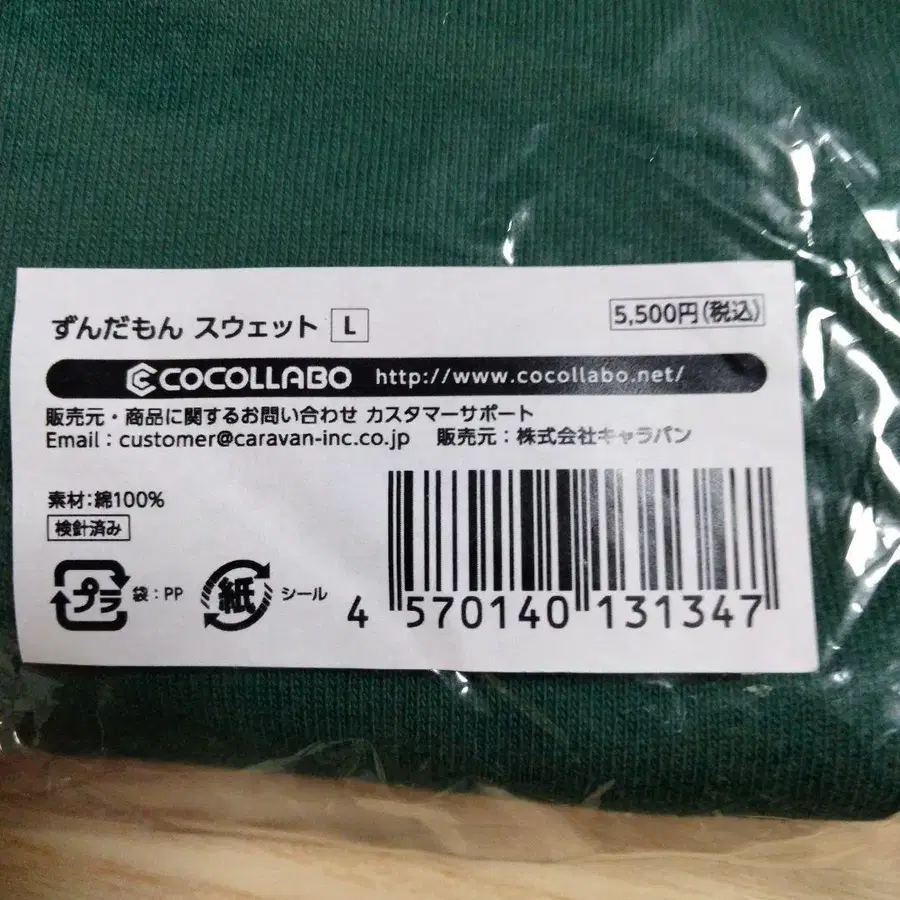 ずんだもん スウェット L
5,500円(税込)
COCOLLABO http://www.cocollabo.net/
販売元・商品に関するお問い合わせ カスタマーサポート
Email：customer@caravan-inc.co.jp 販売元：株式会社キャラバン
素材：綿100%
検針済み
プラ 袋：PP 紙 シール
4 570140 131347